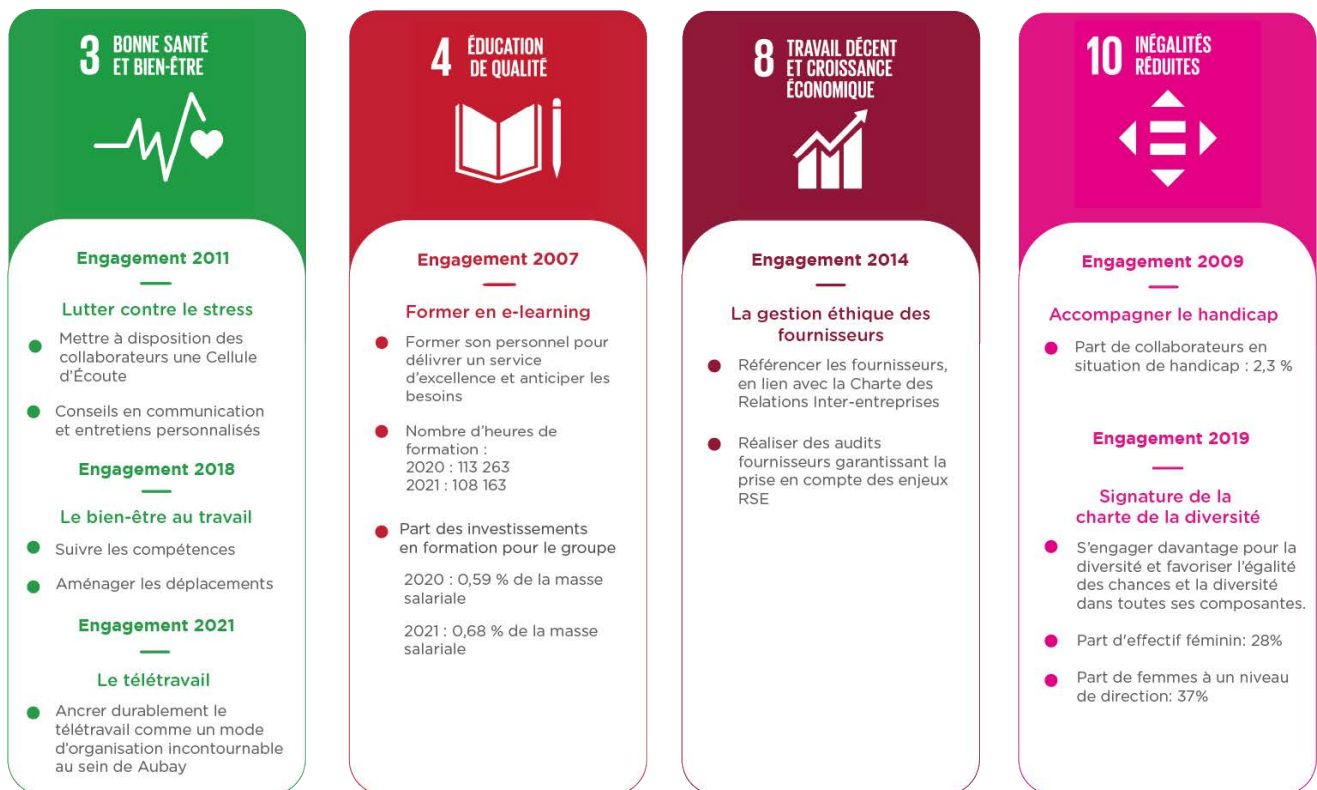 3 BONNE SANTÉ
ET BIEN-ÊTRE
Engagement 2011
Lutter contre le stress
Mettre à disposition des
collaborateurs une Cellule
d'Écoute
Conseils en communication
et entretiens personnalisés
Engagement 2018
Le bien-être au travail
Suivre les compétences
Aménager les déplacements
Engagement 2021
Le télétravail
Ancrer durablement le
télétravail comme un mode
d'organisation incontournable
au sein de Aubay
4 ÉDUCATION
DE QUALITÉ
Engagement 2007
Former en e-learning
Former son personnel pour
délivrer un service
d'excellence et anticiper les
besoins
Nombre d'heures de
formation :
2020 : 113 263
2021 : 108 163
Part des investissements
en formation pour le groupe
2020 : 0,59 % de la masse
salariale
2021 : 0,68 % de la masse
salariale
8 TRAVAIL DÉCENT
ET CROISSANCE
ÉCONOMIQUE
Engagement 2014
La gestion éthique des
fournisseurs
Référencer les fournisseurs,
en lien avec la Charte des
Relations Inter-entreprises
Réaliser des audits
fournisseurs garantissant la
prise en compte des enjeux
RSE
10 INÉGALITÉS
RÉDUITES
Engagement 2009
Accompagner le handicap
Part de collaborateurs en
situation de handicap : 2,3 %
Engagement 2019
Signature de la
charte de la diversité
S'engager davantage pour la
diversité et favoriser l'égalité
des chances et la diversité
dans toutes ses composantes.
Part d'effectif féminin: 28%
Part de femmes à un niveau
de direction: 37%